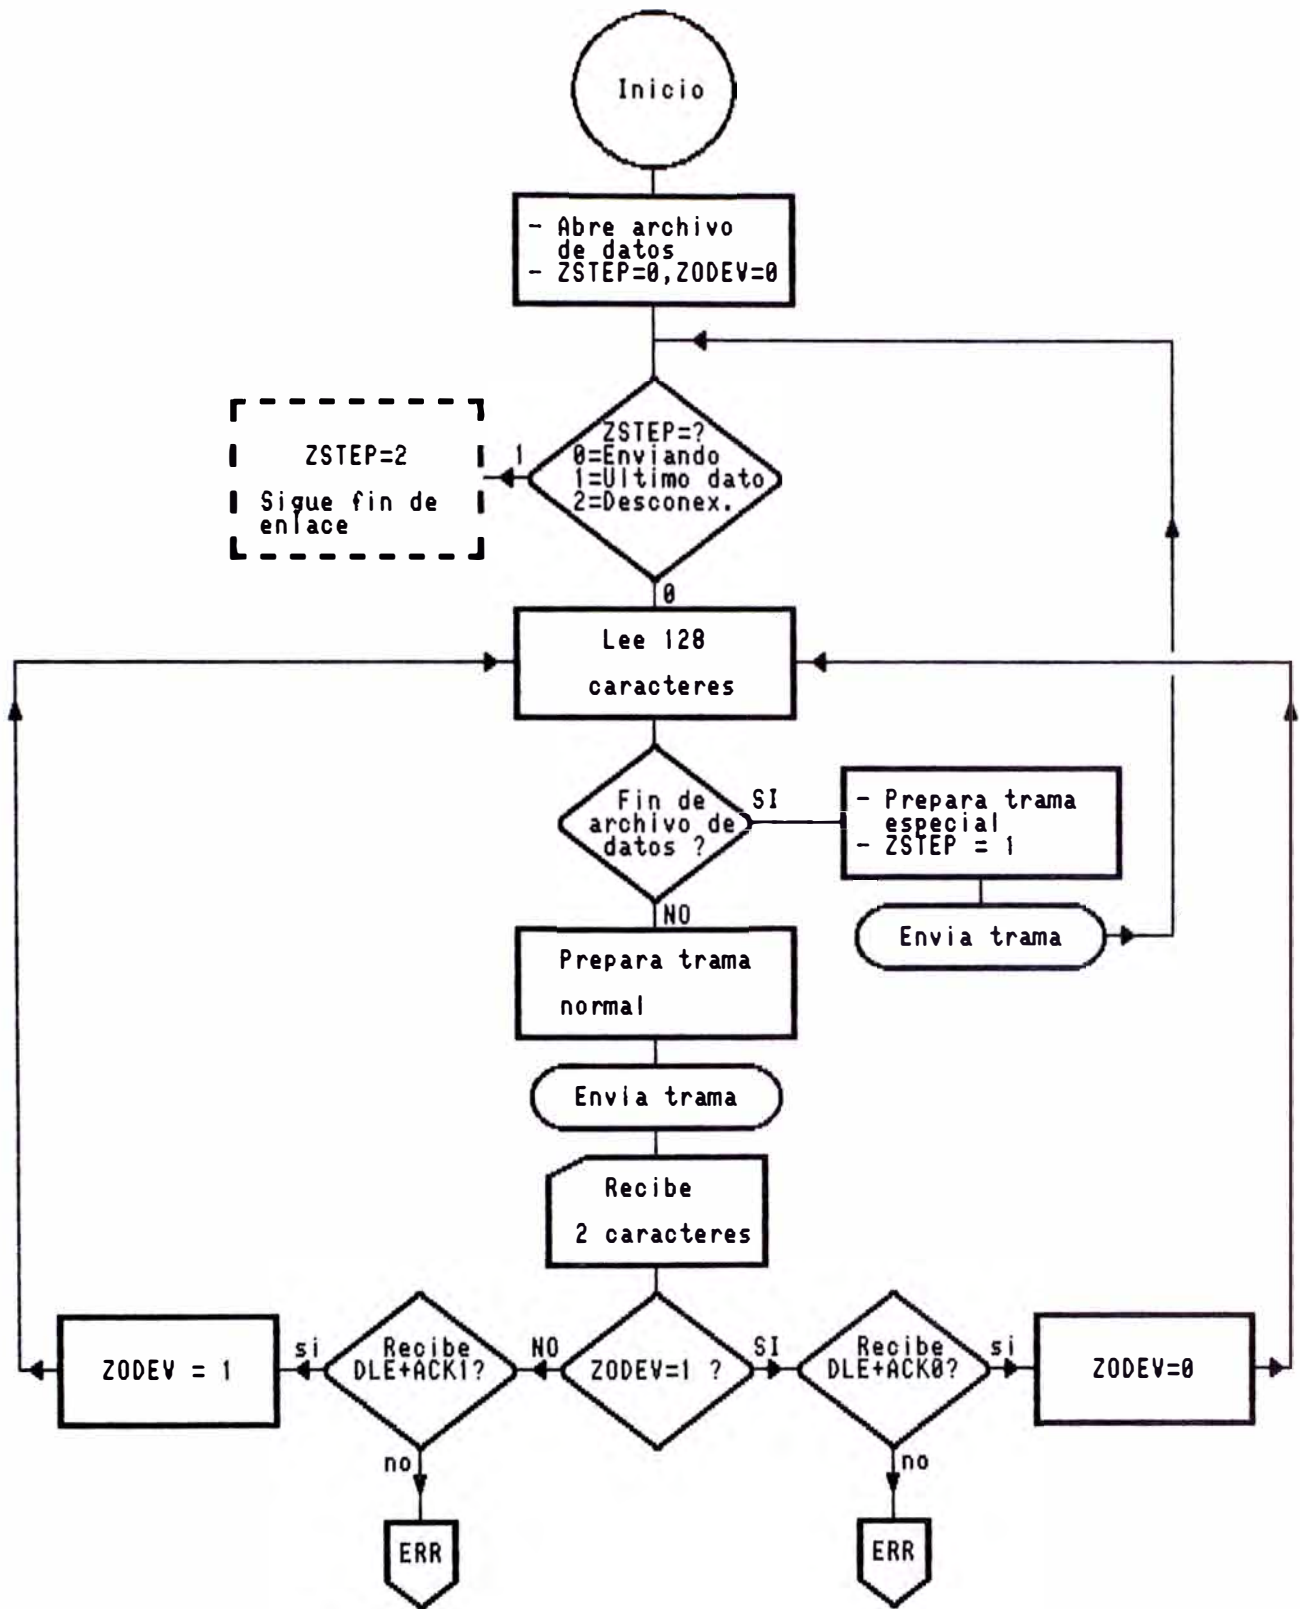 Inicio
- Abre archivo
de datos
- ZSTEP=0,ZODEV=0
ZSTEP=?
0=Enviando
1=Ultimo dato
2=Desconex.
1
ZSTEP=2
Sigue fin de
enlace
0
Lee 128
caracteres
Fin de
archivo de
datos ?
SI
- Prepara trama
especial
- ZSTEP = 1
Envia trama
NO
Prepara trama
normal
Envia trama
Recibe
2 caracteres
ZODEV=1 ?
NO
SI
Recibe
DLE+ACK1?
si
ZODEV = 1
no
ERR
Recibe
DLE+ACK0?
si
ZODEV=0
no
ERR